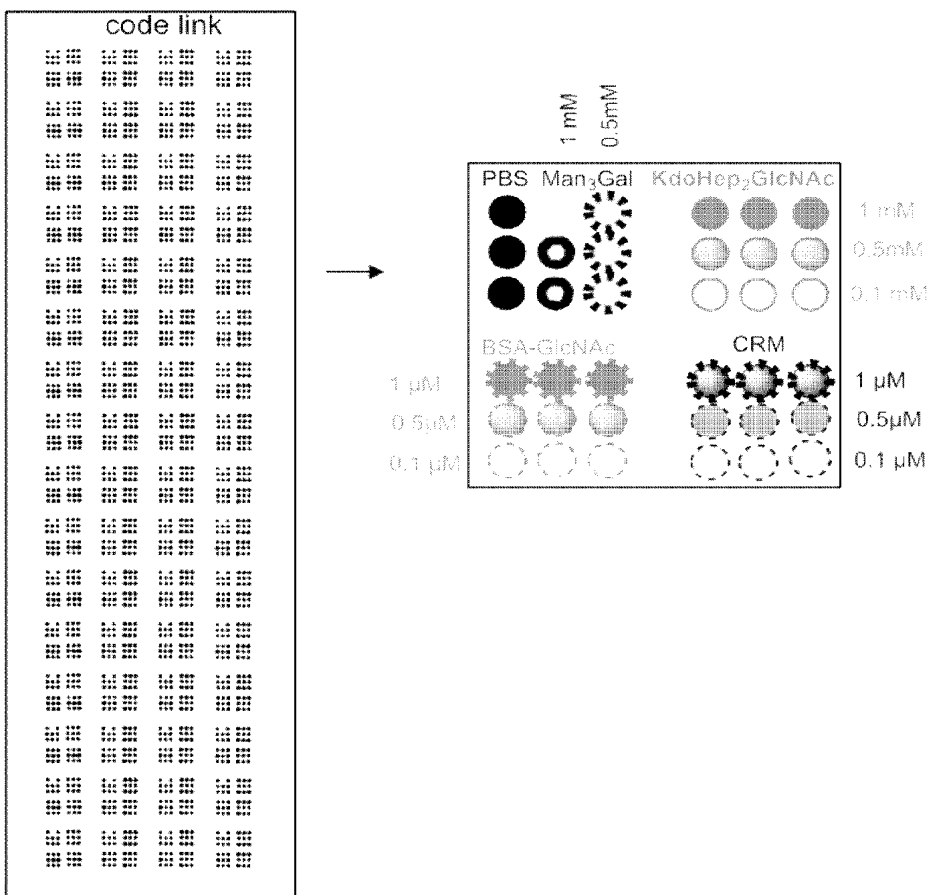 code link
1 mM
0.5mM
PBS Man₃Gal KdoHep₂GlcNAc
1 mM
0.5mM
0.1 mM
BSA-GlcNAc CRM
1 µM 1 µM
0.5µM 0.5µM
0.1 µM 0.1 µM